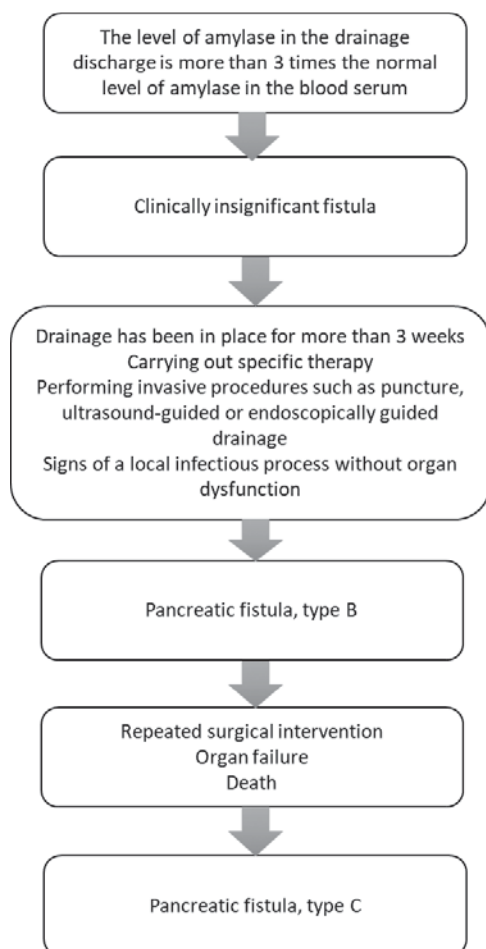 The level of amylase in the drainage
discharge is more than 3 times the normal
level of amylase in the blood serum
Clinically insignificant fistula
Drainage has been in place for more than 3 weeks
Carrying out specific therapy
Performing invasive procedures such as puncture,
ultrasound-guided or endoscopically guided
drainage
Signs of a local infectious process without organ
dysfunction
Pancreatic fistula, type B
Repeated surgical intervention
Organ failure
Death
Pancreatic fistula, type C